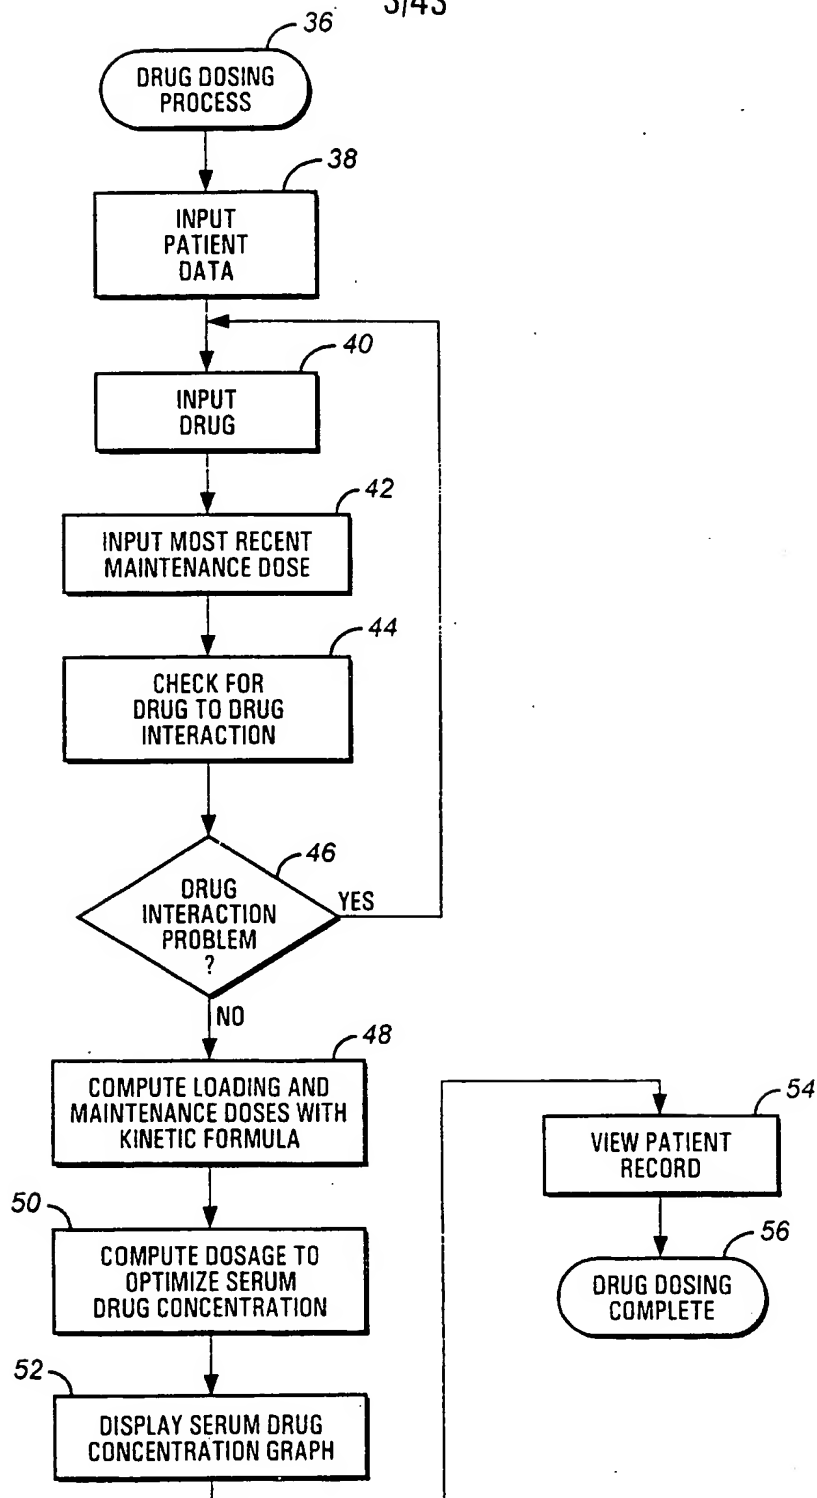 3/43
36
DRUG DOSING
PROCESS
38
INPUT
PATIENT
DATA
40
INPUT
DRUG
42
INPUT MOST RECENT
MAINTENANCE DOSE
44
CHECK FOR
DRUG TO DRUG
INTERACTION
46
DRUG
INTERACTION
PROBLEM
?
YES
NO
48
COMPUTE LOADING AND
MAINTENANCE DOSES WITH
KINETIC FORMULA
50
COMPUTE DOSAGE TO
OPTIMIZE SERUM
DRUG CONCENTRATION
52
DISPLAY SERUM DRUG
CONCENTRATION GRAPH
54
VIEW PATIENT
RECORD
56
DRUG DOSING
COMPLETE